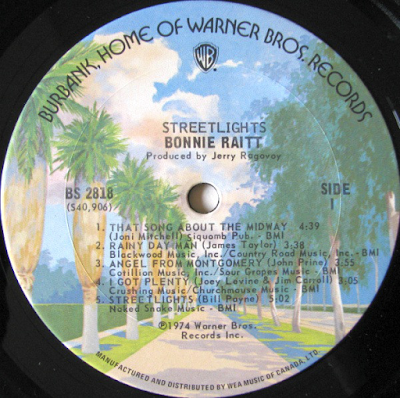 BURBANK, HOME OF WARNER BROS. RECORDS
WB
STREETLIGHTS
BONNIE RAITT
Produced by Jerry Ragovoy
BS 2818
(S40,906)
SIDE
1
1. THAT SONG ABOUT THE MIDWAY - 4:39
(Joni Mitchell) Siquomb Pub. - BMI
2. RAINY DAY MAN (James Taylor) 3:38
Blackwood Music, Inc./Country Road Music, Inc.- BMI
3. ANGEL FROM MONTGOMERY (John Prine) 3:55
Cotillion Music, Inc./Sour Grapes Music - BMI
4. I GOT PLENTY (Joey Levine & Jim Carroll) 3:05
Crushing Music/Churchmouse Music - BMI
5. STREETLIGHTS (Bill Payne) 5:02
Naked Snake Music - BMI
℗1974 Warner Bros.
Records Inc.
MANUFACTURED AND DISTRIBUTED BY WEA MUSIC OF CANADA, LTD.